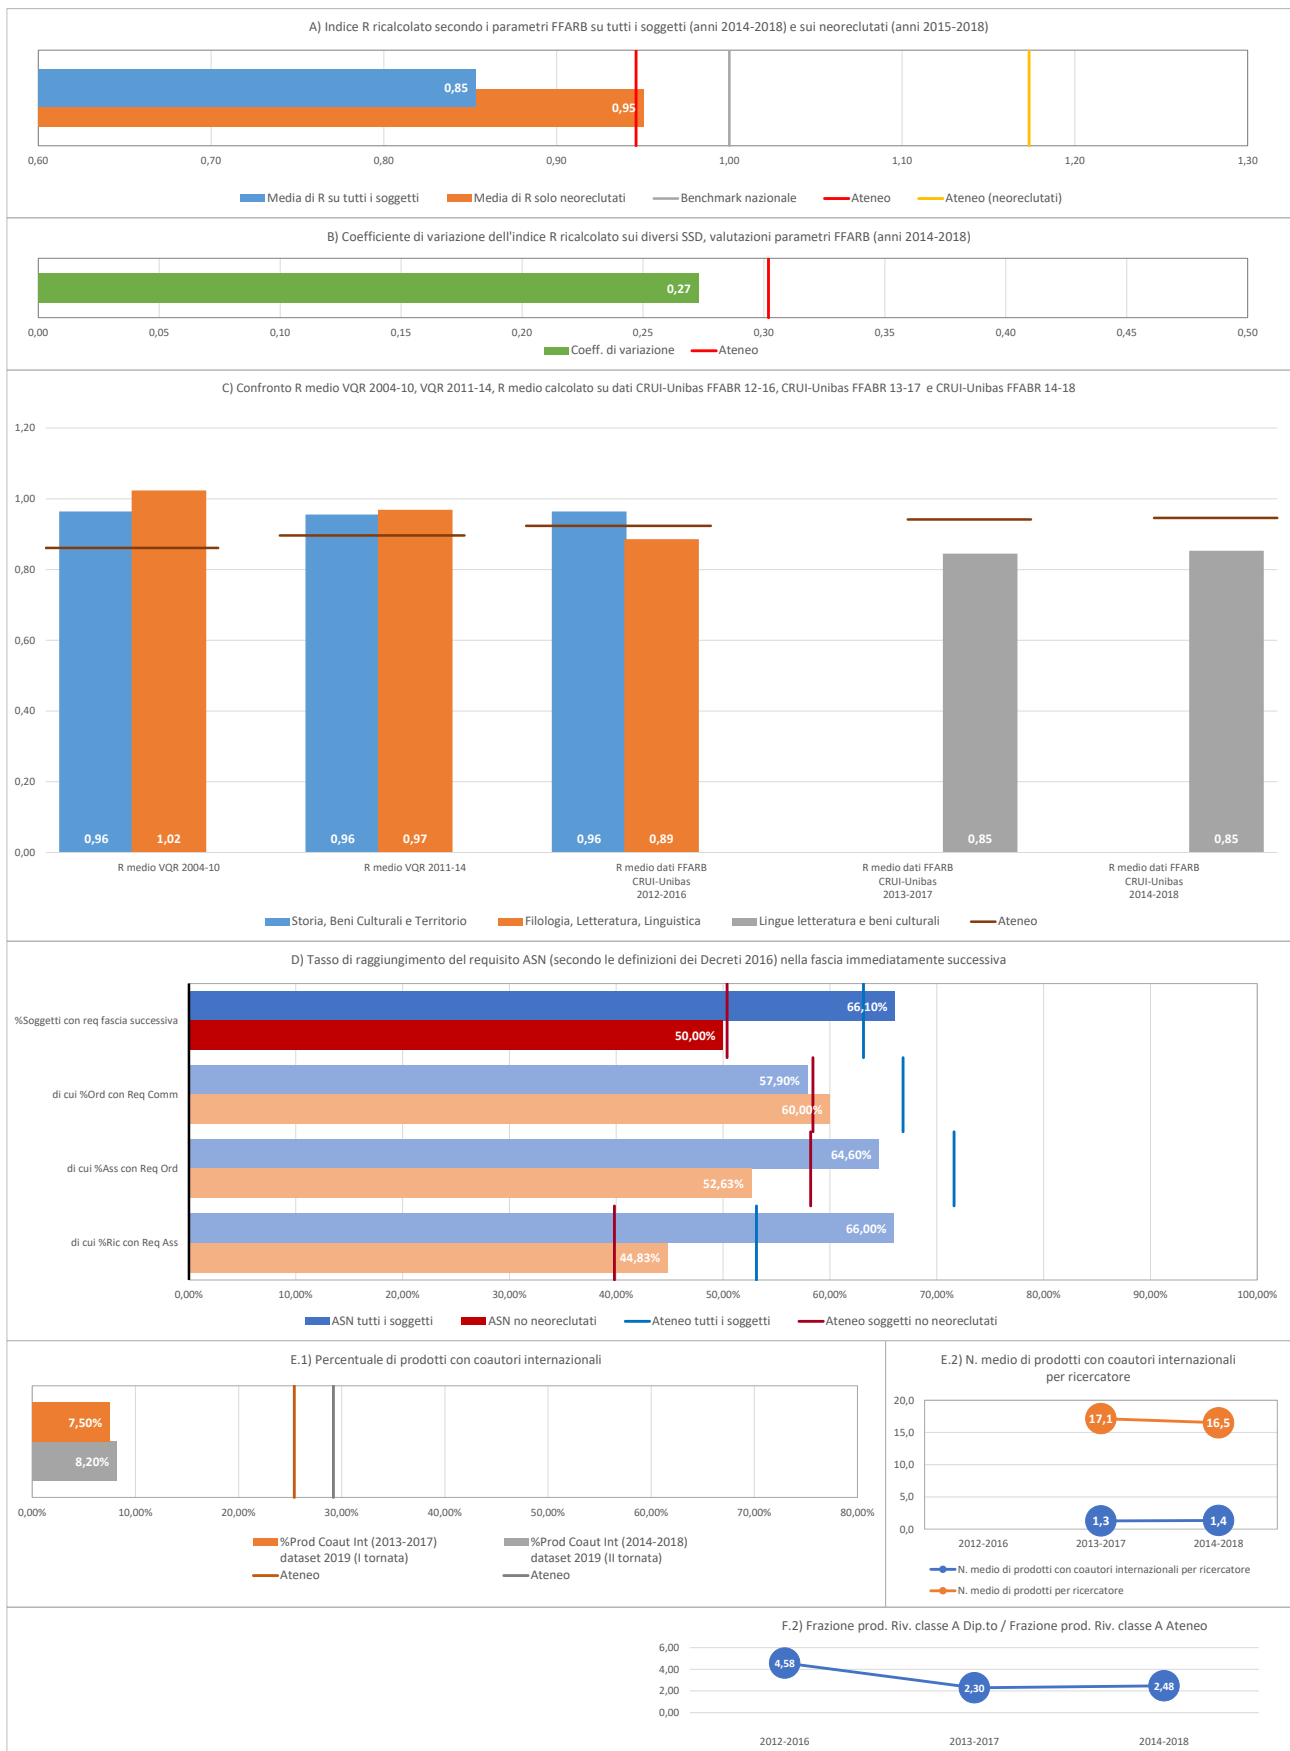 A) Indice R ricalcolato secondo i parametri FFARB su tutti i soggetti (anni 2014-2018) e sui neoreclutati (anni 2015-2018)
0,85
0,95
0,60 0,70 0,80 0,90 1,00 1,10 1,20 1,30
Media di R su tutti i soggetti Media di R solo neoreclutati Benchmark nazionale Ateneo Ateneo (neoreclutati)
B) Coefficiente di variazione dell'indice R ricalcolato sui diversi SSD, valutazioni parametri FFARB (anni 2014-2018)
0,27
0,00 0,05 0,10 0,15 0,20 0,25 0,30 0,35 0,40 0,45 0,50
Coeff. di variazione Ateneo
C) Confronto R medio VQR 2004-10, VQR 2011-14, R medio calcolato su dati CRUI-Unibas FFABR 12-16, CRUI-Unibas FFABR 13-17 e CRUI-Unibas FFABR 14-18
1,20
1,00
0,80
0,60
0,40
0,20
0,00
0,96 1,02 0,96 0,97 0,96 0,89 0,85 0,85
R medio VQR 2004-10 R medio VQR 2011-14 R medio dati FFARB R medio dati FFARB R medio dati FFARB
CRUI-Unibas CRUI-Unibas CRUI-Unibas
2012-2016 2013-2017 2014-2018
Storia, Beni Culturali e Territorio Filologia, Letteratura, Linguistica Lingue letteratura e beni culturali Ateneo
D) Tasso di raggiungimento del requisito ASN (secondo le definizioni dei Decreti 2016) nella fascia immediatamente successiva
%Soggetti con req fascia successiva
66,10%
50,00%
di cui %Ord con Req Comm
57,90%
60,00%
di cui %Ass con Req Ord
64,60%
52,63%
di cui %Ric con Req Ass
66,00%
44,83%
0,00% 10,00% 20,00% 30,00% 40,00% 50,00% 60,00% 70,00% 80,00% 90,00% 100,00%
ASN tutti i soggetti ASN no neoreclutati Ateneo tutti i soggetti Ateneo soggetti no neoreclutati
E.1) Percentuale di prodotti con coautori internazionali
7,50%
8,20%
0,00% 10,00% 20,00% 30,00% 40,00% 50,00% 60,00% 70,00% 80,00%
%Prod Coaut Int (2013-2017) %Prod Coaut Int (2014-2018)
dataset 2019 (I tornata) dataset 2019 (II tornata)
Ateneo Ateneo
E.2) N. medio di prodotti con coautori internazionali
per ricercatore
20,0
15,0
10,0
5,0
0,0
17,1 16,5
1,3 1,4
2012-2016 2013-2017 2014-2018
N. medio di prodotti con coautori internazionali per ricercatore
N. medio di prodotti per ricercatore
F.2) Frazione prod. Riv. classe A Dip.to / Frazione prod. Riv. classe A Ateneo
6,00
4,00
2,00
0,00
4,58 2,30 2,48
2012-2016 2013-2017 2014-2018